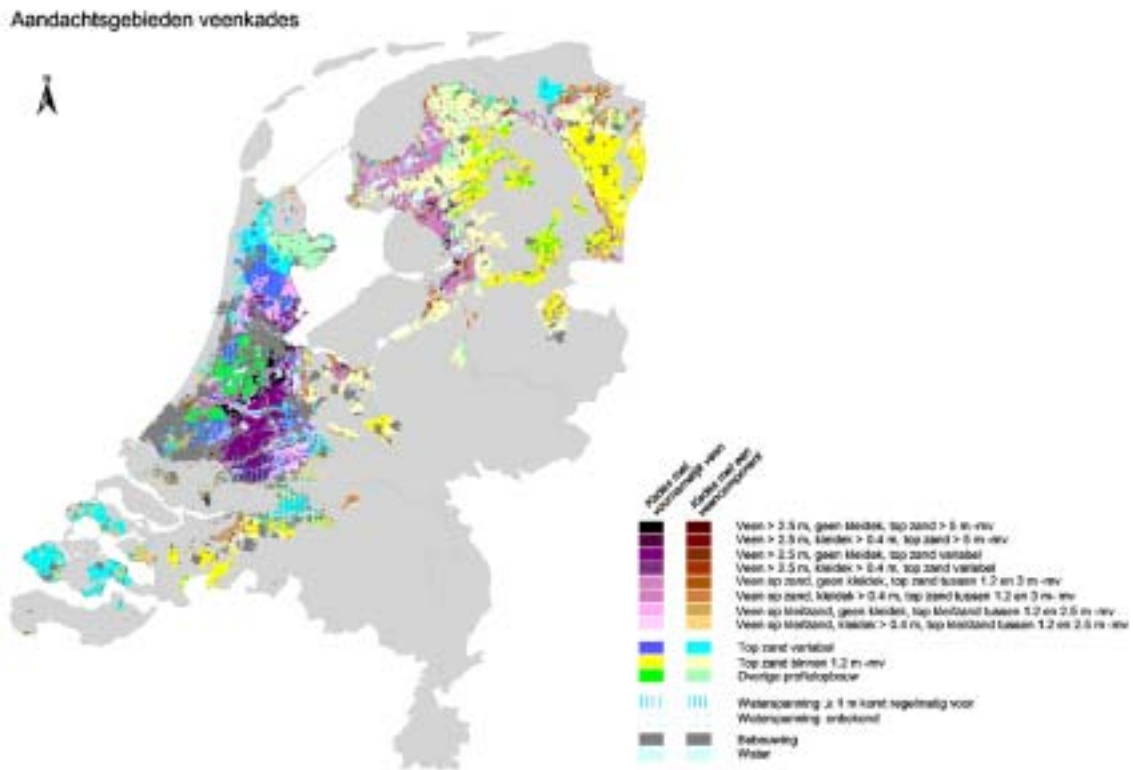 Aandachtsgebieden veenkades
Kades met
voornamelijk veen
Kades met een
veencomponent
Veen > 2.5 m, geen kleidek, top zand > 5 m -mv
Veen > 2.5 m, kleidek > 0.4 m, top zand > 5 m -mv
Veen > 2.5 m, geen kleidek, top zand variabel
Veen > 2.5 m, kleidek > 0.4 m, top zand variabel
Veen op zand, geen kleidek, top zand tussen 1.2 en 3 m -mv
Veen op zand, kleidek > 0.4 m, top zand tussen 1.2 en 3 m- mv
Veen op kleizand, geen kleidek, top kleizand tussen 1.2 en 2.5 m -mv
Veen op kleizand, kleidek > 0.4 m, top kleizand tussen 1.2 en 2.5 m -mv
Top zand variabel
Top zand binnen 1.2 m -mv
Overige profielopbouw
Waterspanning ≥ 1 m komt regelmatig voor
Waterspanning onbekend
Bebouwing
Water